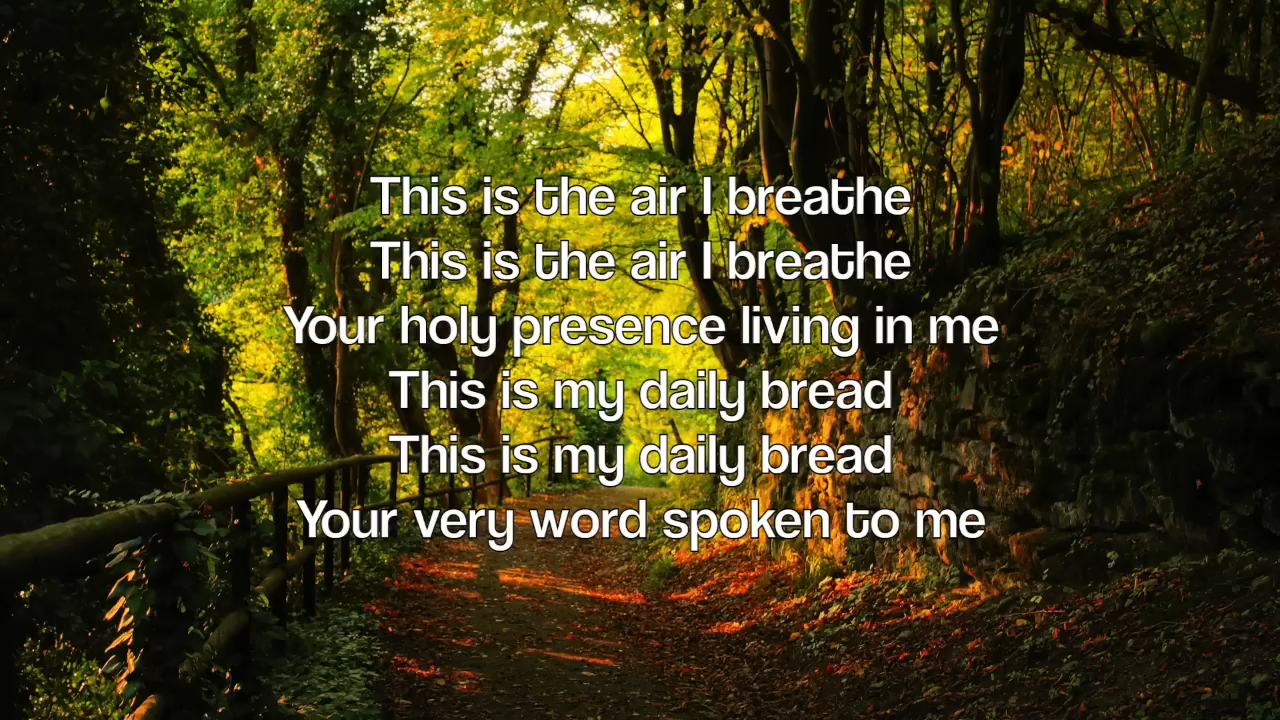 This is the air I breathe
This is the air I breathe
Your holy presence living in me
This is my daily bread
This is my daily bread
Your very word spoken to me